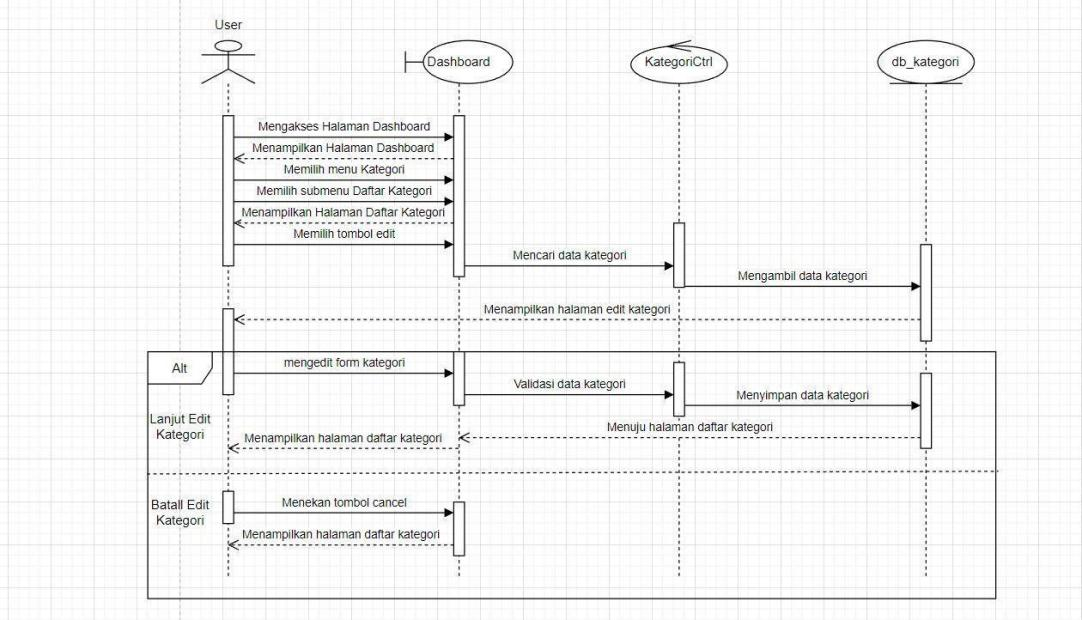 User
Dashboard
KategoriCtrl
db_kategori
Mengakses Halaman Dashboard
Menampilkan Halaman Dashboard
Memilih menu Kategori
Memilih submenu Daftar Kategori
Menampilkan Halaman Daftar Kategori
Memilih tombol edit
Mencari data kategori
Mengambil data kategori
Menampilkan halaman edit kategori
Alt
mengedit form kategori
Validasi data kategori
Menyimpan data kategori
Lanjut Edit
Kategori
Menuju halaman daftar kategori
Menampilkan halaman daftar kategori
Batall Edit
Kategori
Menekan tombol cancel
Menampilkan halaman daftar kategori